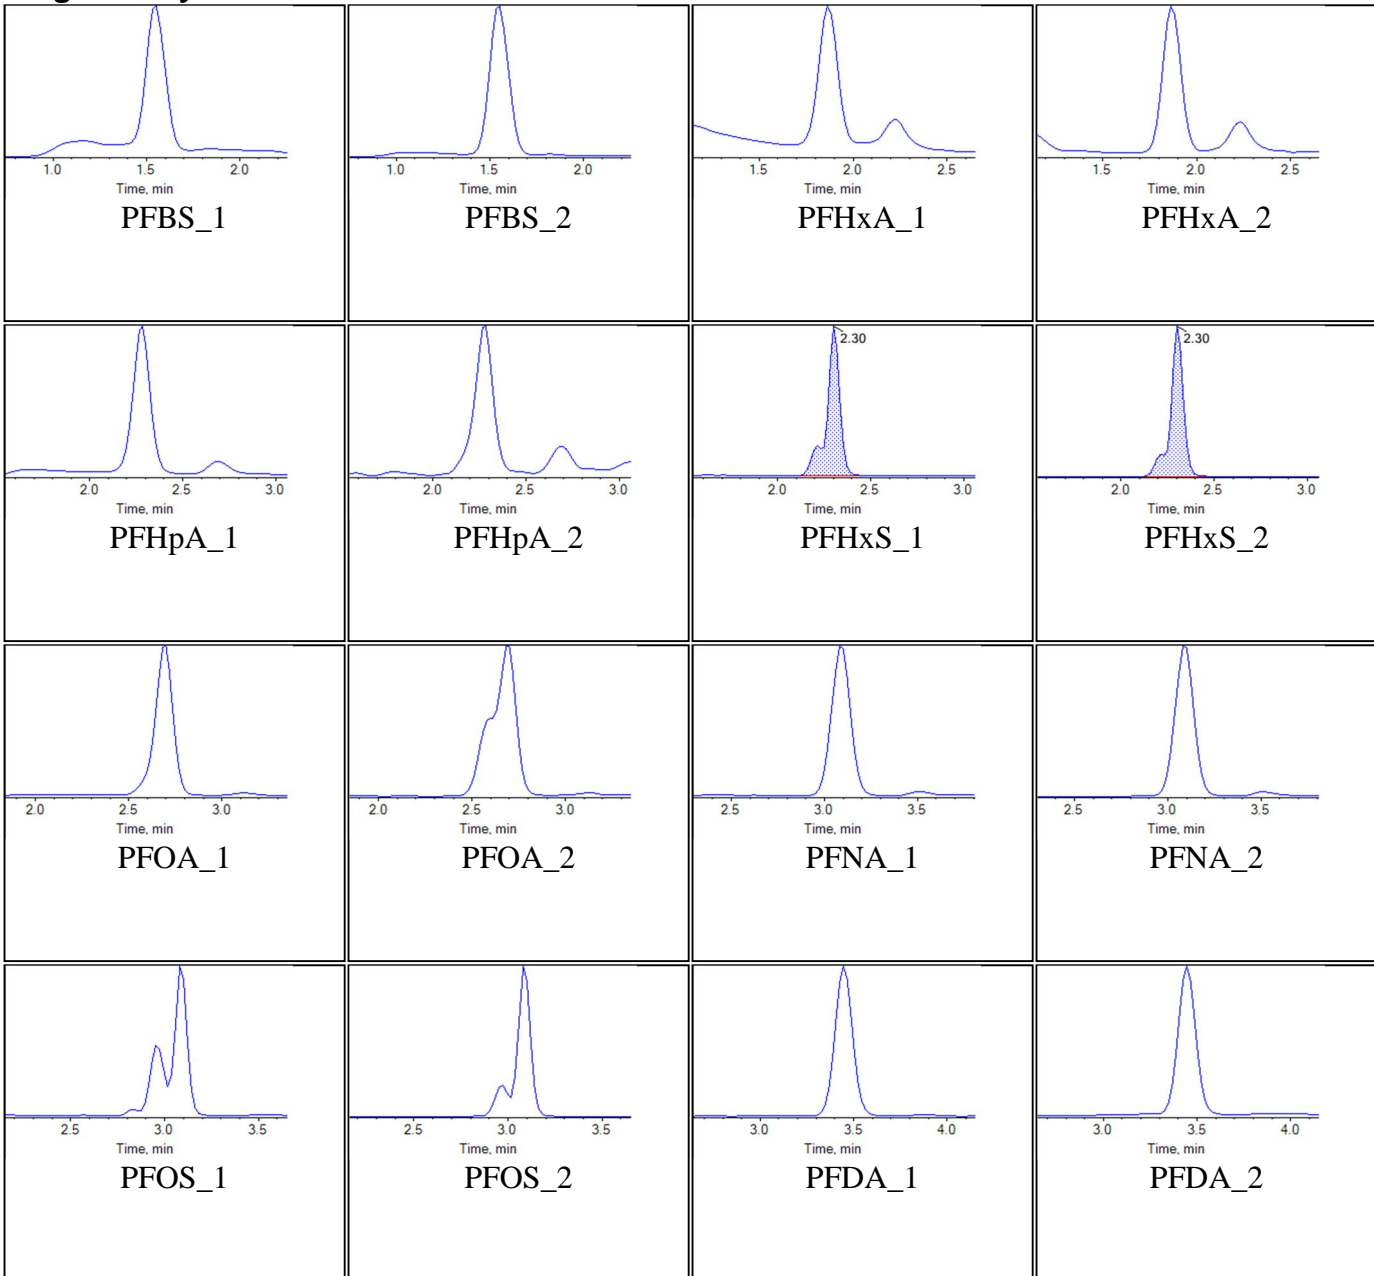 1.0 1.5 2.0 1.0 1.5 2.0 1.5 2.0 2.5 1.5 2.0 2.5
Time, min Time, min Time, min Time, min
PFBS_1 PFBS_2 PFHxA_1 PFHxA_2
2.30 2.30
2.0 2.5 3.0 2.0 2.5 3.0 2.0 2.5 3.0 2.0 2.5 3.0
Time, min Time, min Time, min Time, min
PFHpA_1 PFHpA_2 PFHxS_1 PFHxS_2
2.0 2.5 3.0 2.0 2.5 3.0 2.5 3.0 3.5 2.5 3.0 3.5
Time, min Time, min Time, min Time, min
PFOA_1 PFOA_2 PFNA_1 PFNA_2
2.5 3.0 3.5 2.5 3.0 3.5 3.0 3.5 4.0 3.0 3.5 4.0
Time, min Time, min Time, min Time, min
PFOS_1 PFOS_2 PFDA_1 PFDA_2